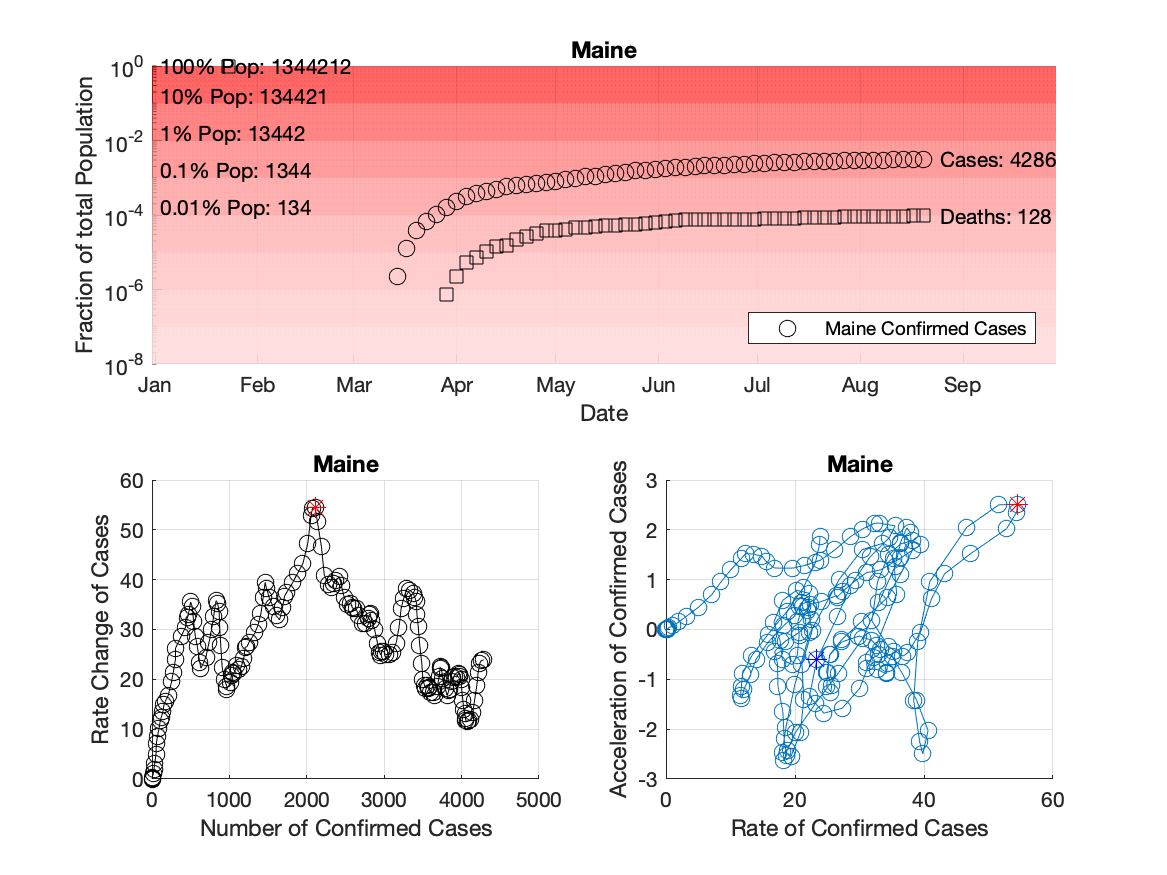 Maine
Fraction of total Population
10^0
10^-2
10^-4
10^-6
10^-8
100% Pop: 1344212
10% Pop: 134421
1% Pop: 13442
0.1% Pop: 1344
0.01% Pop: 134
Cases: 4286
Deaths: 128
Maine Confirmed Cases
Jan Feb Mar Apr May Jun Jul Aug Sep
Date
Maine
Rate Change of Cases
60
50
40
30
20
10
0
0 1000 2000 3000 4000 5000
Number of Confirmed Cases
Maine
Acceleration of Confirmed Cases
3
2
1
0
-1
-2
-3
0 20 40 60
Rate of Confirmed Cases